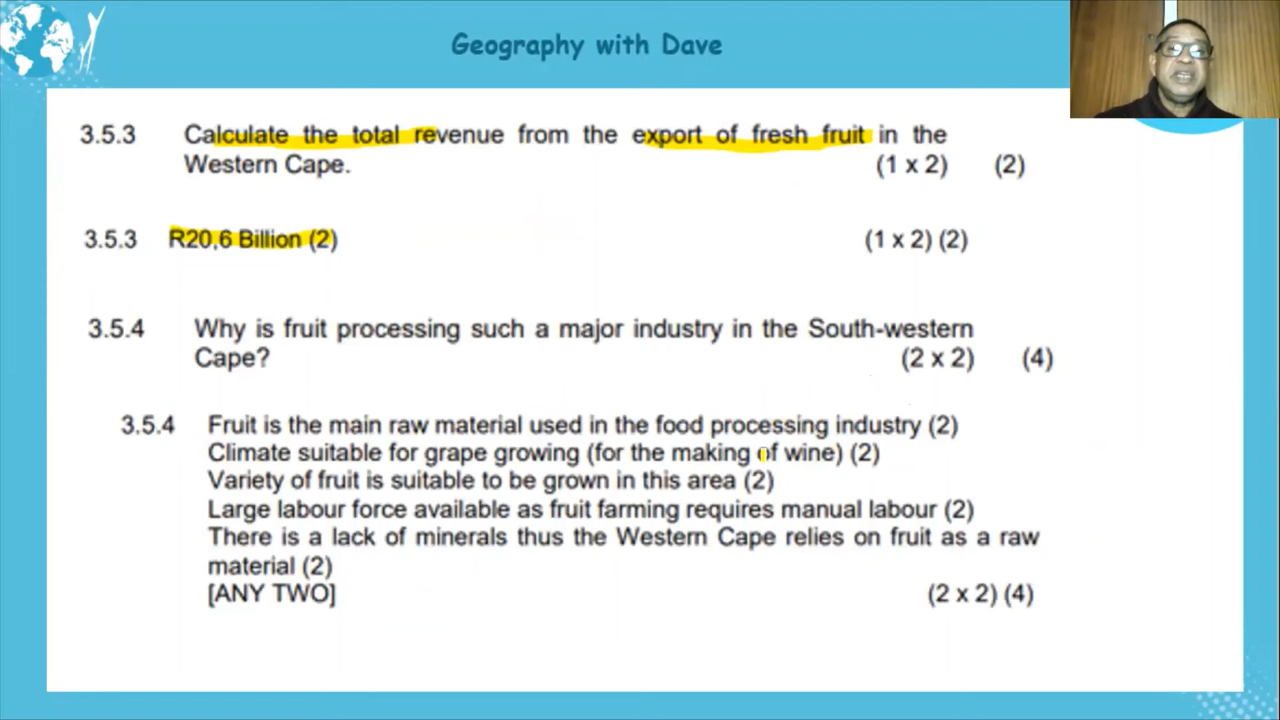 Geography with Dave
3.5.3 Calculate the total revenue from the export of fresh fruit in the
Western Cape. (1 x 2) (2)
3.5.3 R20,6 Billion (2) (1 x 2) (2)
3.5.4 Why is fruit processing such a major industry in the South-western
Cape? (2 x 2) (4)
3.5.4 Fruit is the main raw material used in the food processing industry (2)
Climate suitable for grape growing (for the making of wine) (2)
Variety of fruit is suitable to be grown in this area (2)
Large labour force available as fruit farming requires manual labour (2)
There is a lack of minerals thus the Western Cape relies on fruit as a raw
material (2)
[ANY TWO] (2 x 2) (4)